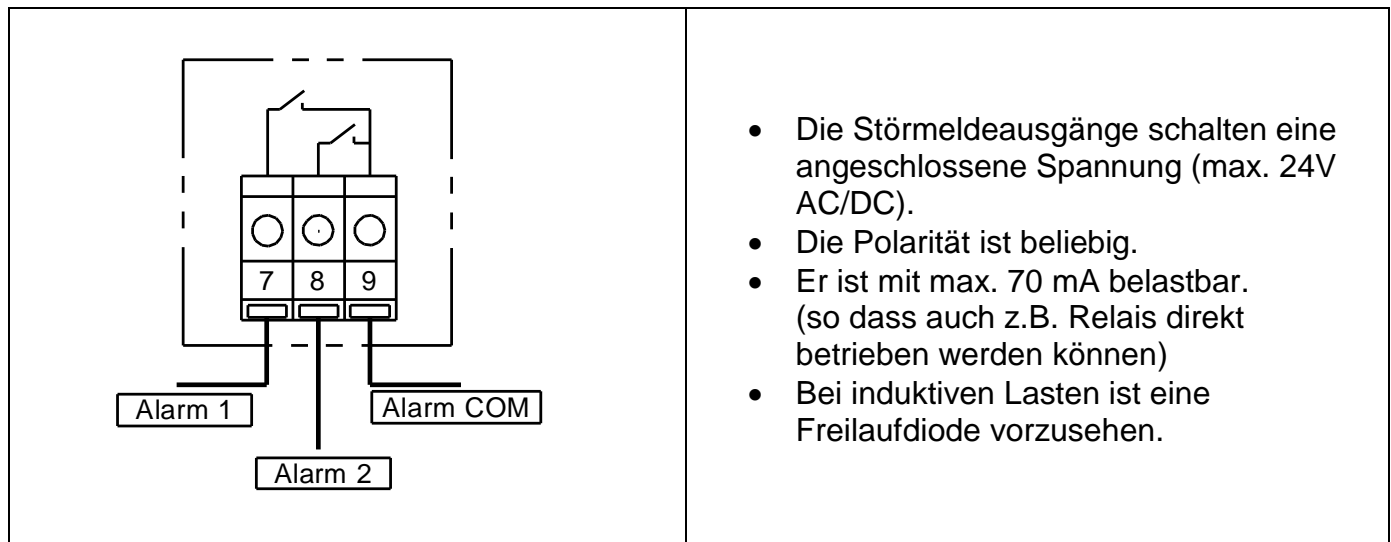 7 8 9
Alarm 1
Alarm COM
Alarm 2
• Die Störmeldeausgänge schalten eine
angeschlossene Spannung (max. 24V
AC/DC).
• Die Polarität ist beliebig.
• Er ist mit max. 70 mA belastbar.
(so dass auch z.B. Relais direkt
betrieben werden können)
• Bei induktiven Lasten ist eine
Freilaufdiode vorzusehen.